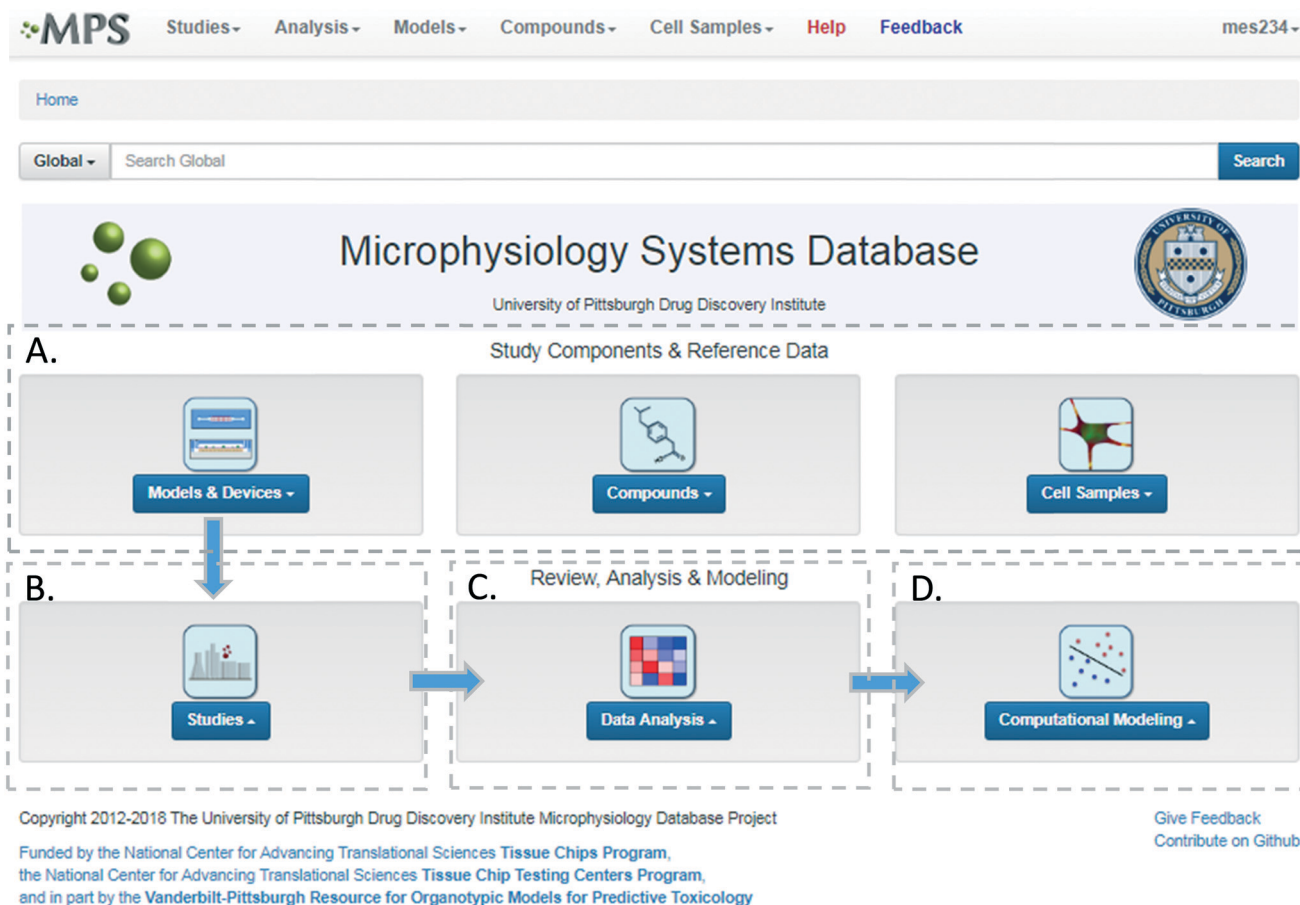 MPS Studies Analysis Models Compounds Cell Samples Help Feedback mes234
Home
Global Search Global Search
Microphysiology Systems Database
University of Pittsburgh Drug Discovery Institute
UNIVERSITY OF PITTSBURGH
A.
Study Components & Reference Data
Models & Devices Compounds Cell Samples
B. C. Review, Analysis & Modeling D.
Studies Data Analysis Computational Modeling
Copyright 2012-2018 The University of Pittsburgh Drug Discovery Institute Microphysiology Database Project
Give Feedback
Contribute on Github
Funded by the National Center for Advancing Translational Sciences Tissue Chips Program,
the National Center for Advancing Translational Sciences Tissue Chip Testing Centers Program,
and in part by the Vanderbilt-Pittsburgh Resource for Organotypic Models for Predictive Toxicology